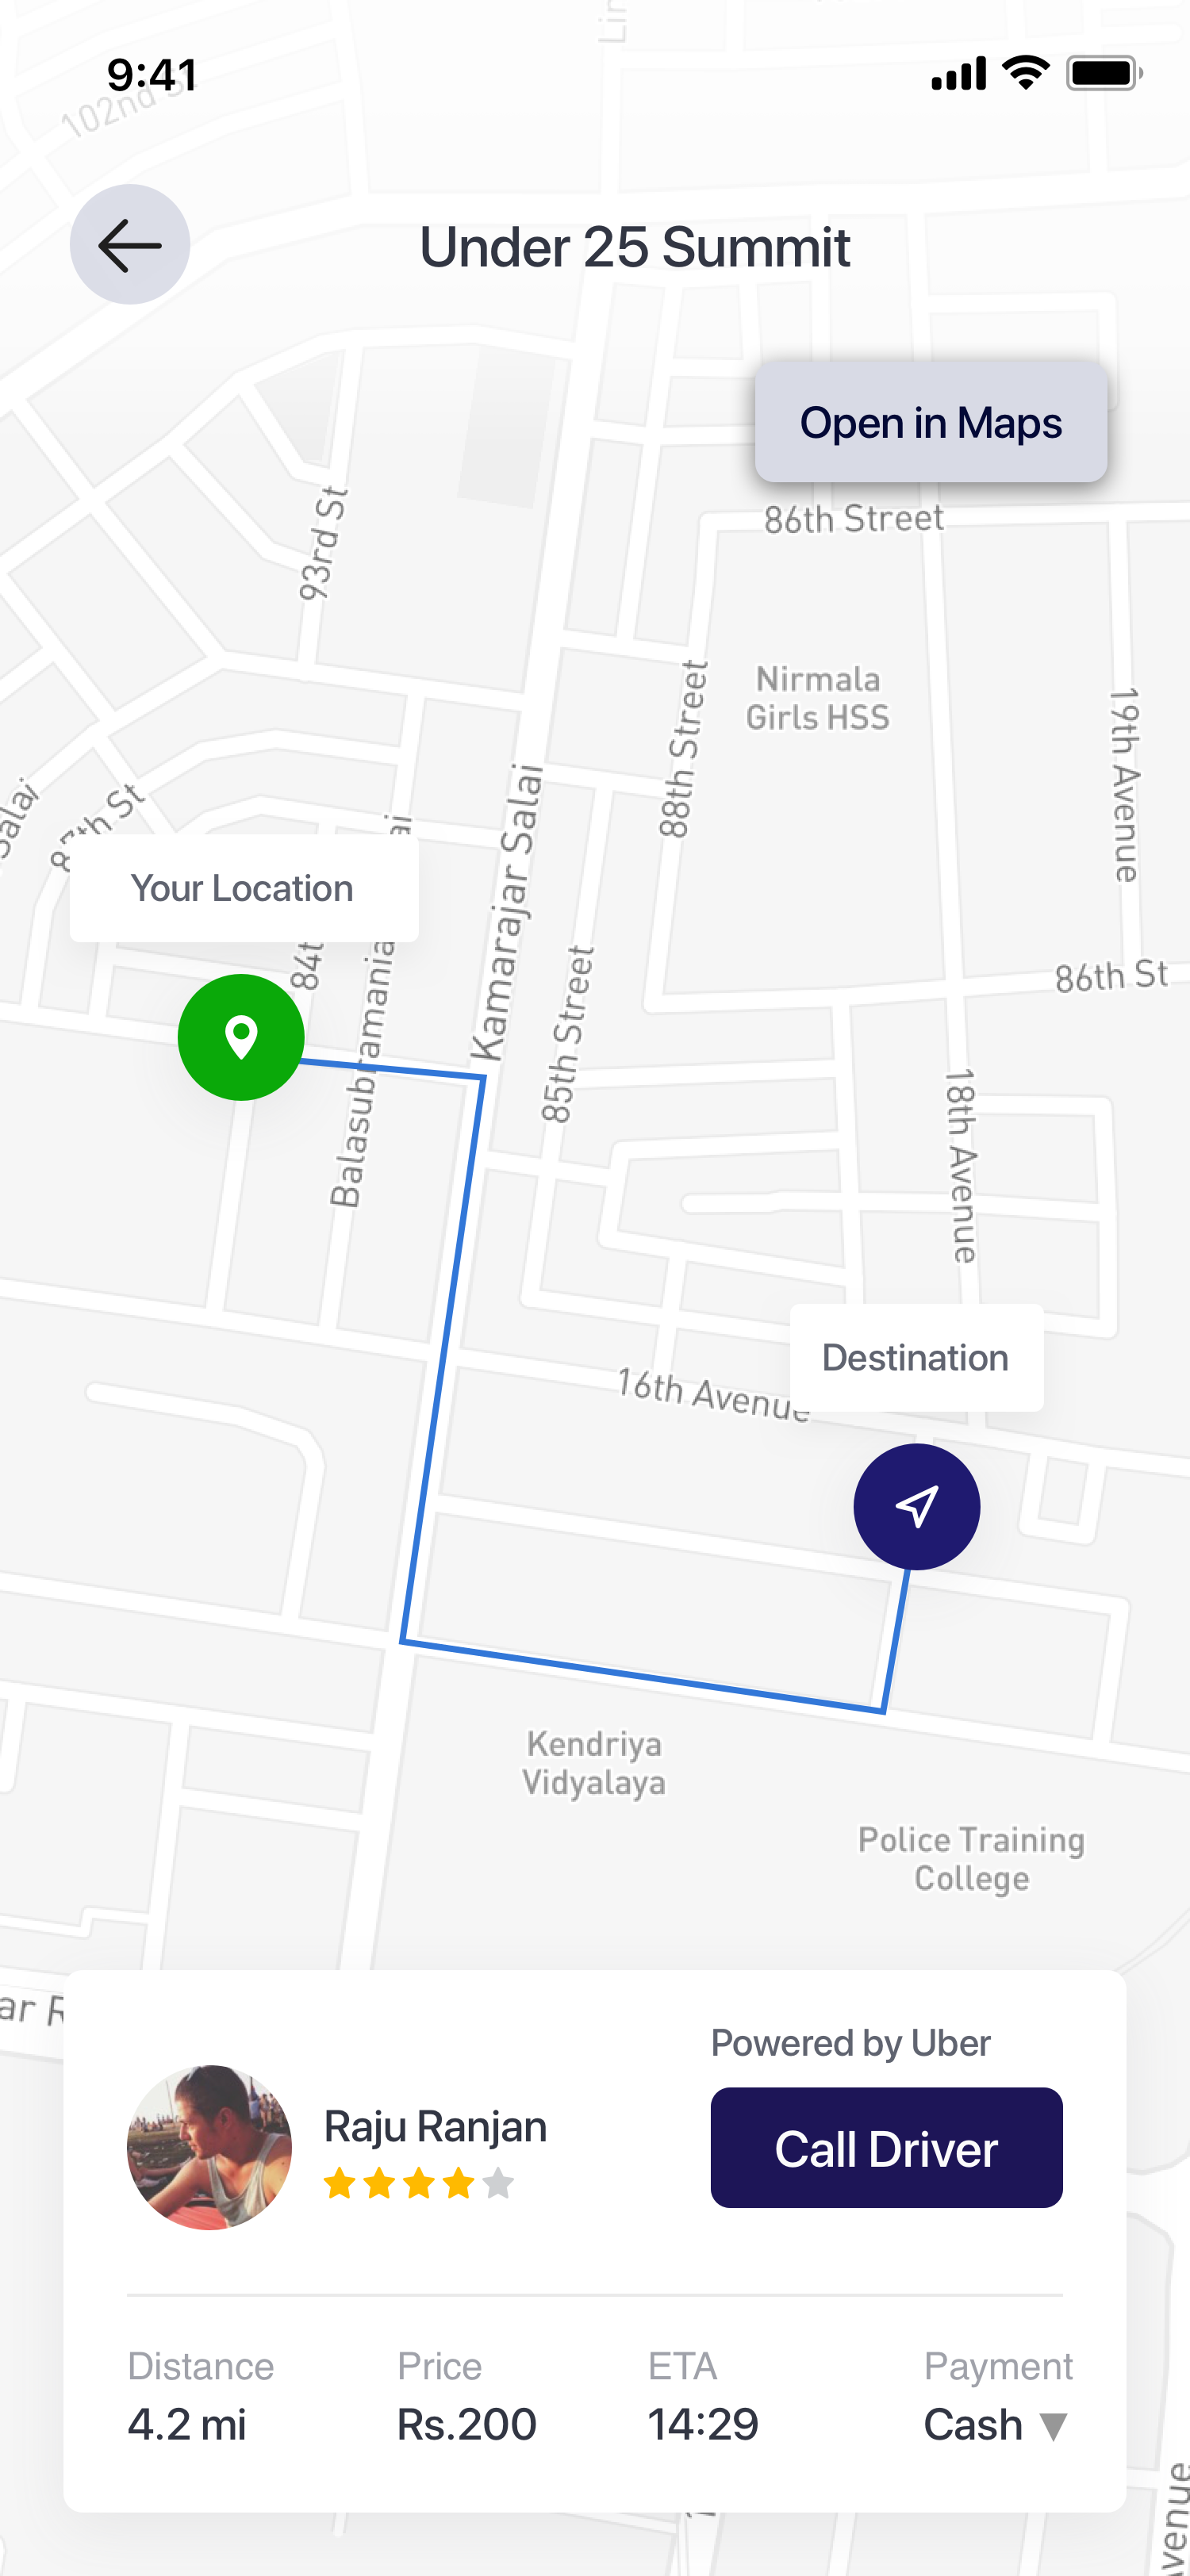 9:41
102nd St
Under 25 Summit
Open in Maps
86th Street
93rd St
Nirmala
Girls HSS
88th Street
19th Avenue
Kamarajar Salai
Your Location
85th Street
86th St
18th Avenue
Destination
16th Avenue
Kendriya
Vidyalaya
Police Training
College
Powered by Uber
Raju Ranjan
Call Driver
Distance
Price
ETA
Payment
4.2 mi
Rs.200
14:29
Cash